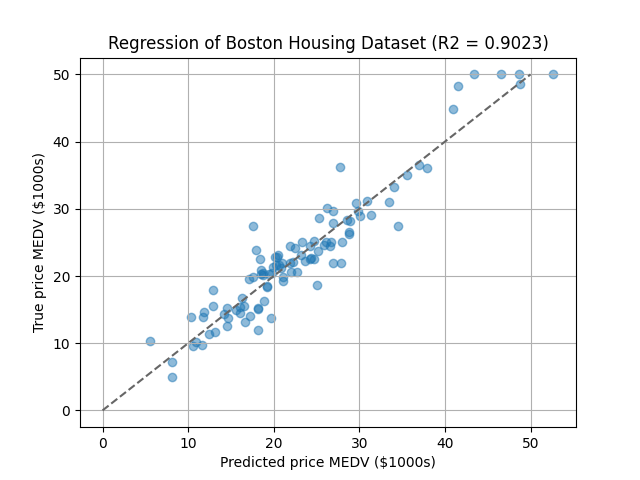 Regression of Boston Housing Dataset (R2 = 0.9023)
50
40
30
20
10
0
True price MEDV ($1000s)
0 10 20 30 40 50
Predicted price MEDV ($1000s)